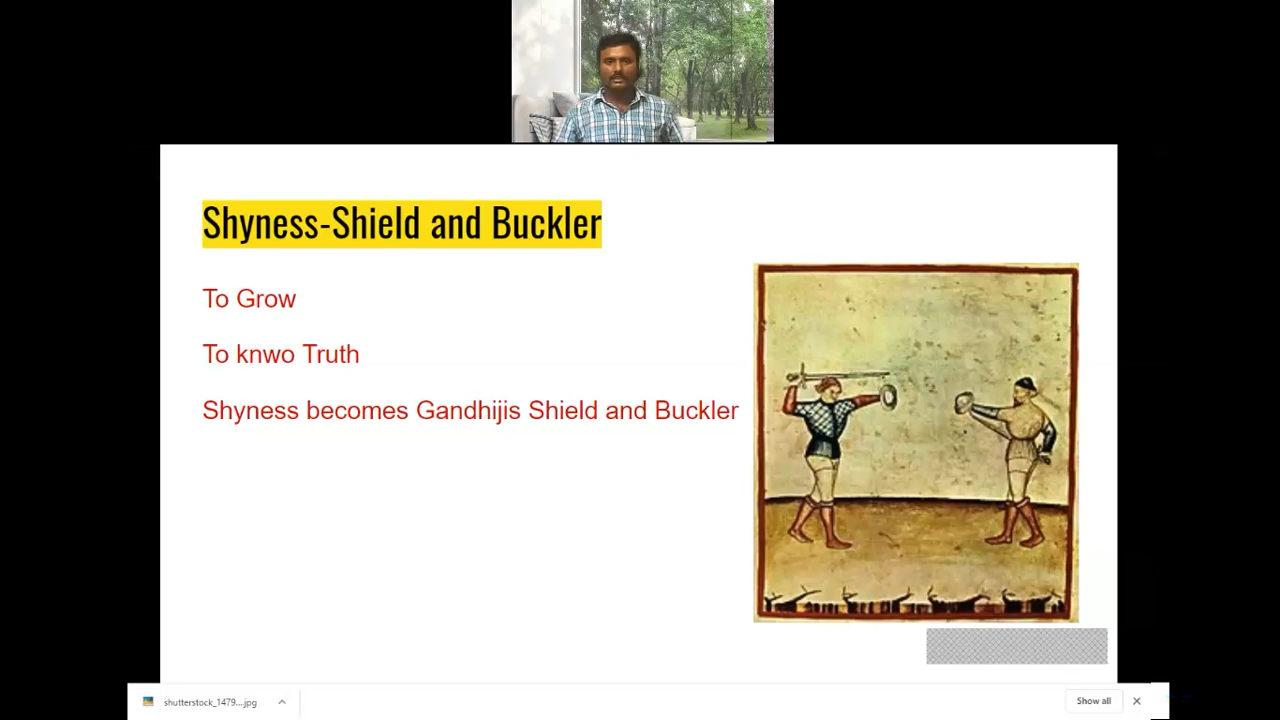 Shyness-Shield and Buckler
To Grow
To knwo Truth
Shyness becomes Gandhijis Shield and Buckler
shutterstock_1479....jpg
Show all